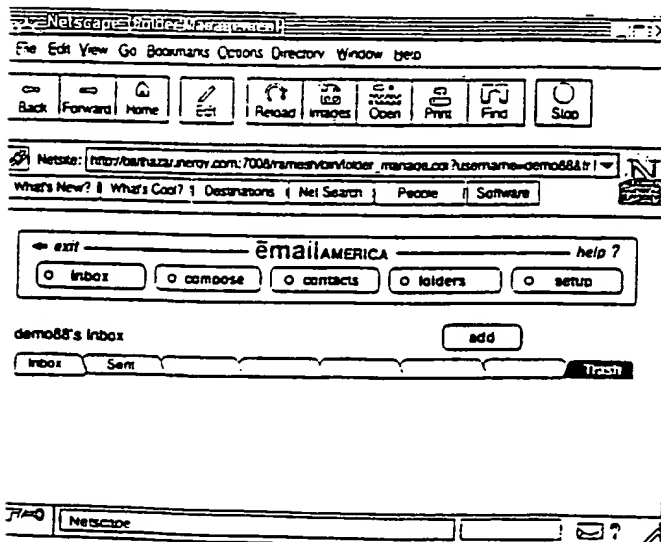 Netscape - [Folder Management]
File Edit View Go Bookmarks Options Directory Window Help
Back Forward Home Edit Reload Images Open Print Find Stop
Netsite:
What's New? What's Cool? Destinations Net Search People Software
exit ēmailAMERICA help ?
inbox compose contacts folders setup
demo88's Inbox add
Inbox Sent Trash
Netscape
?